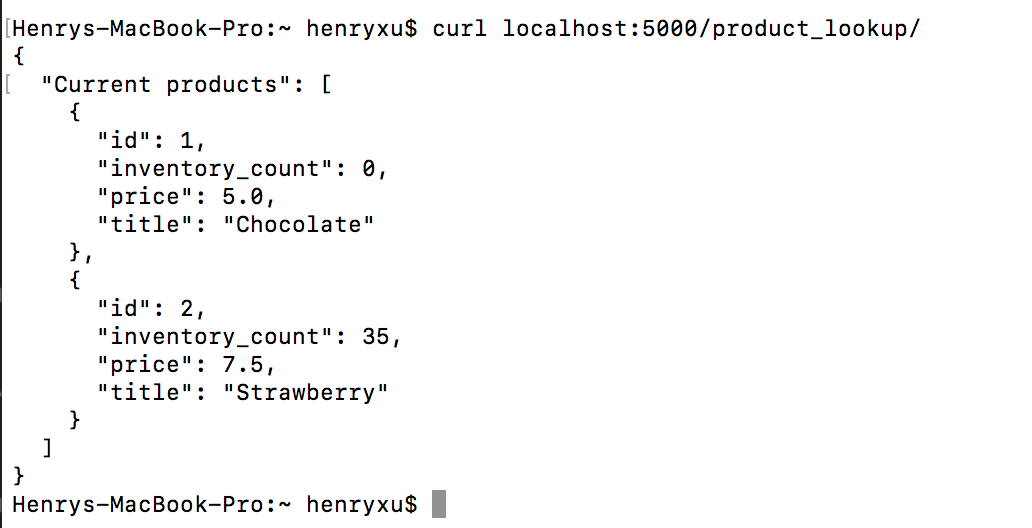 [Henrys-MacBook-Pro:~ henryxu$ curl localhost:5000/product_lookup/
{
[  "Current products": [
    {
      "id": 1,
      "inventory_count": 0,
      "price": 5.0,
      "title": "Chocolate"
    },
    {
      "id": 2,
      "inventory_count": 35,
      "price": 7.5,
      "title": "Strawberry"
    }
  ]
}
Henrys-MacBook-Pro:~ henryxu$